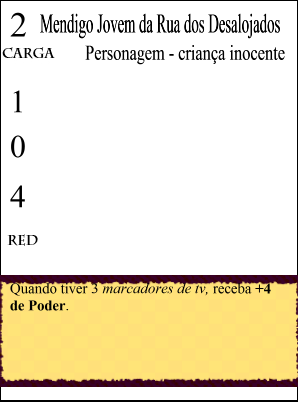 2 Mendigo Jovem da Rua dos Desalojados
CARGA Personagem - criança inocente
1
0
4
RED
Quando tiver 3 marcadores de tv, receba +4
de Poder.